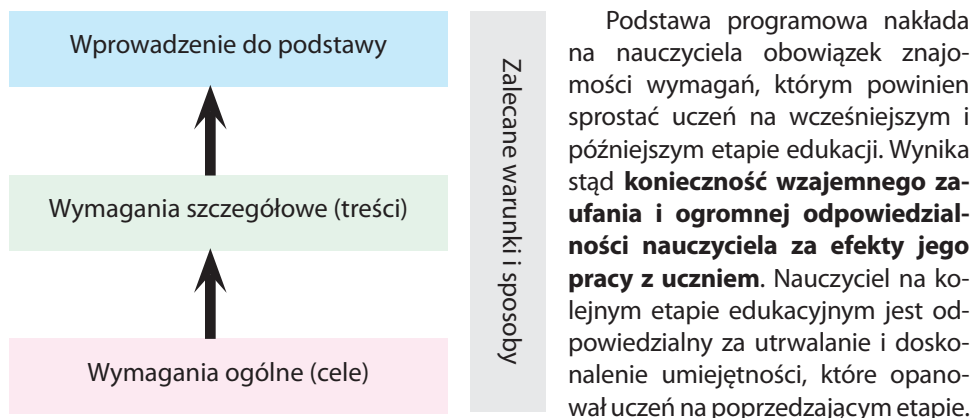 Wprowadzenie do podstawy
Wymagania szczegółowe (treści)
Wymagania ogólne (cele)
Zalecane warunki i sposoby
Podstawa programowa nakłada
na nauczyciela obowiązek znajo-
mości wymagań, którym powinien
sprostać uczeń na wcześniejszym i
późniejszym etapie edukacji. Wynika
stąd konieczność wzajemnego za-
ufania i ogromnej odpowiedzial-
ności nauczyciela za efekty jego
pracy z uczniem. Nauczyciel na ko-
lejnym etapie edukacyjnym jest od-
powiedzialny za utrwalanie i dosko-
nalenie umiejętności, które opano-
wał uczeń na poprzedzającym etapie.